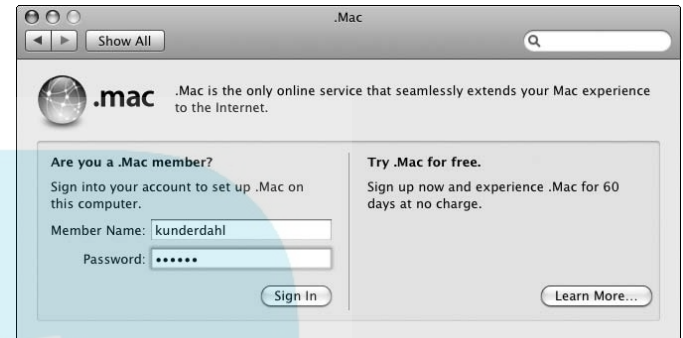 .Mac
Show All
.mac
.Mac is the only online service that seamlessly extends your Mac experience
to the Internet.
Are you a .Mac member?
Sign into your account to set up .Mac on
this computer.
Member Name: kunderdahl
Password: ••••••
Sign In
Try .Mac for free.
Sign up now and experience .Mac for 60
days at no charge.
Learn More...